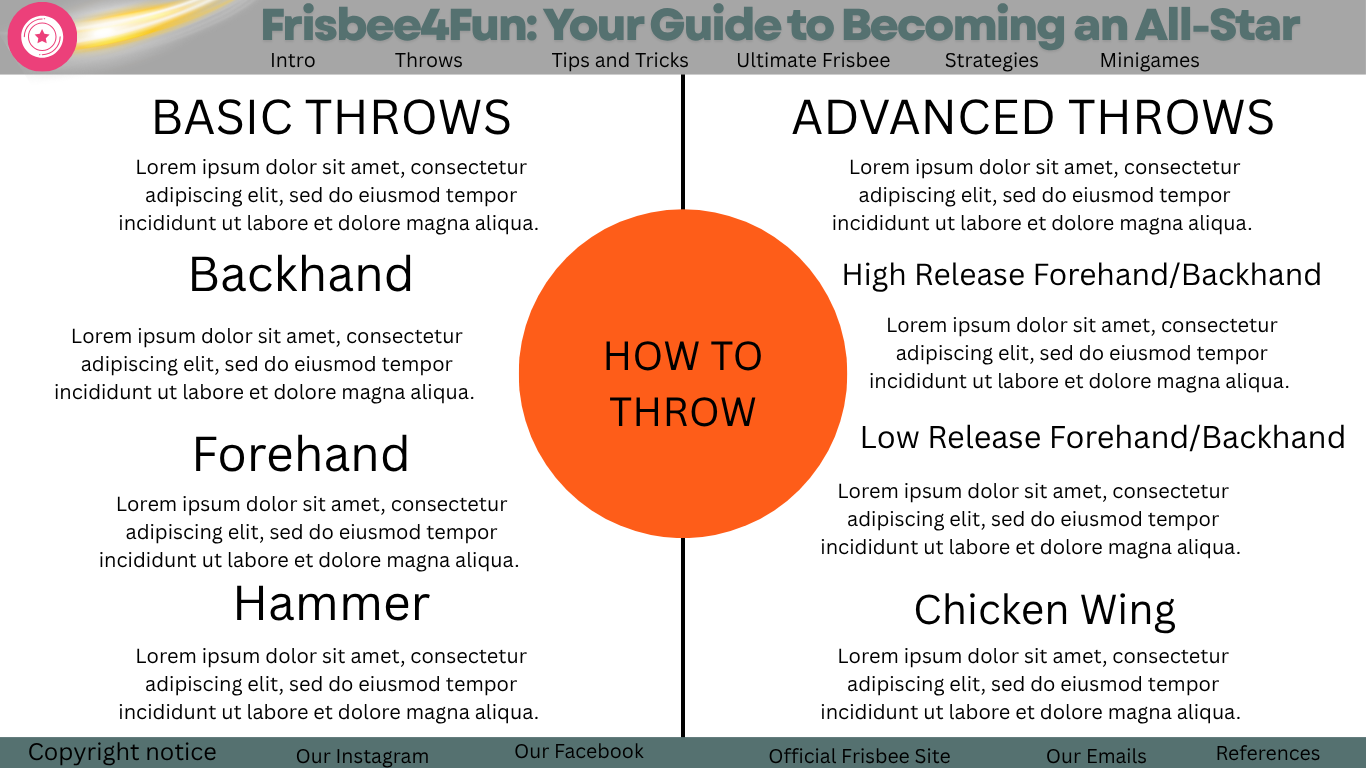 Frisbee4Fun: Your Guide to Becoming an All-Star
Intro
Throws
Tips and Tricks
Ultimate Frisbee
Strategies
Minigames
BASIC THROWS
Lorem ipsum dolor sit amet, consectetur
adipiscing elit, sed do eiusmod tempor
incididunt ut labore et dolore magna aliqua.
Backhand
Lorem ipsum dolor sit amet, consectetur
adipiscing elit, sed do eiusmod tempor
incididunt ut labore et dolore magna aliqua.
Forehand
Lorem ipsum dolor sit amet, consectetur
adipiscing elit, sed do eiusmod tempor
incididunt ut labore et dolore magna aliqua.
Hammer
Lorem ipsum dolor sit amet, consectetur
adipiscing elit, sed do eiusmod tempor
incididunt ut labore et dolore magna aliqua.
HOW TO
THROW
ADVANCED THROWS
Lorem ipsum dolor sit amet, consectetur
adipiscing elit, sed do eiusmod tempor
incididunt ut labore et dolore magna aliqua.
High Release Forehand/Backhand
Lorem ipsum dolor sit amet, consectetur
adipiscing elit, sed do eiusmod tempor
incididunt ut labore et dolore magna aliqua.
Low Release Forehand/Backhand
Lorem ipsum dolor sit amet, consectetur
adipiscing elit, sed do eiusmod tempor
incididunt ut labore et dolore magna aliqua.
Chicken Wing
Lorem ipsum dolor sit amet, consectetur
adipiscing elit, sed do eiusmod tempor
incididunt ut labore et dolore magna aliqua.
Copyright notice
Our Instagram
Our Facebook
Official Frisbee Site
Our Emails
References